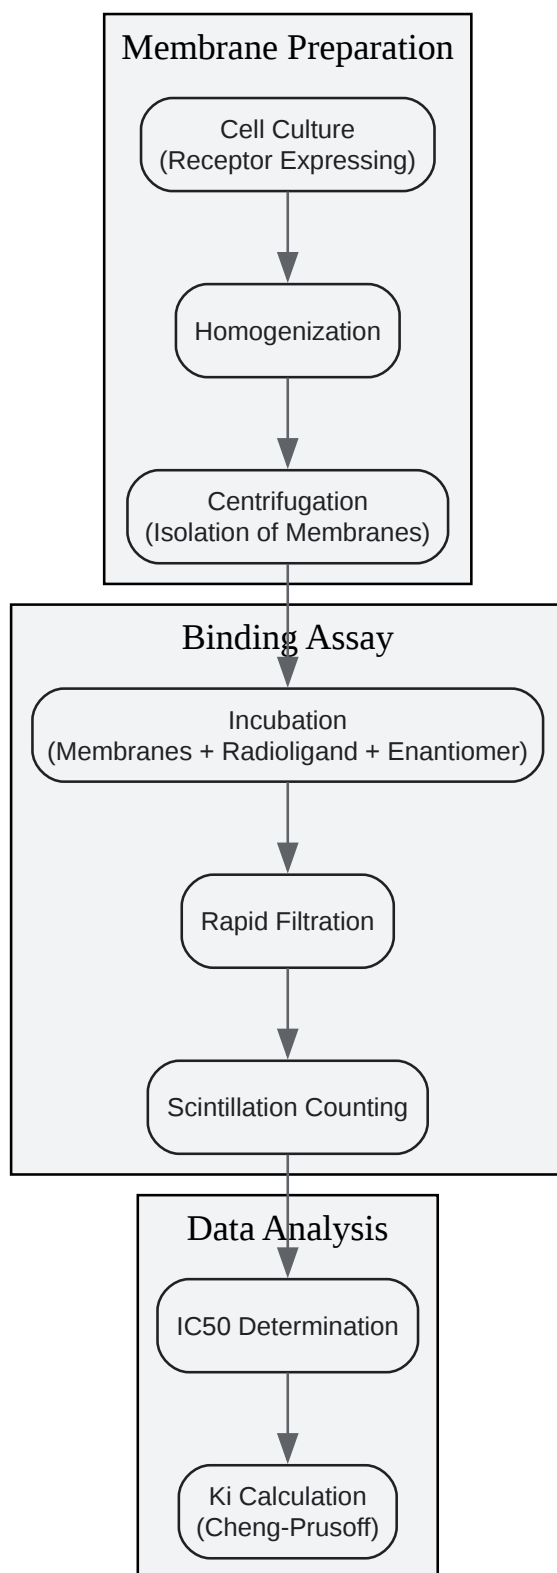 Membrane Preparation
Cell Culture
(Receptor Expressing)
Homogenization
Centrifugation
(Isolation of Membranes)
Binding Assay
Incubation
(Membranes + Radioligand + Enantiomer)
Rapid Filtration
Scintillation Counting
Data Analysis
IC50 Determination
Ki Calculation
(Cheng-Prusoff)